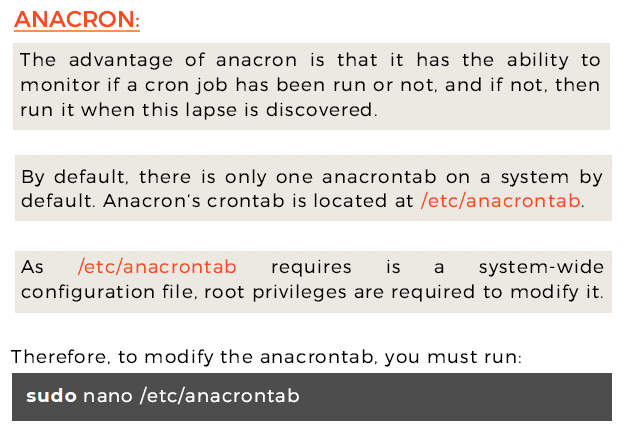 ANACRON:
The advantage of anacron is that it has the ability to
monitor if a cron job has been run or not, and if not, then
run it when this lapse is discovered.
By default, there is only one anacrontab on a system by
default. Anacron's crontab is located at /etc/anacrontab.
As /etc/anacrontab requires is a system-wide
configuration file, root privileges are required to modify it.
Therefore, to modify the anacrontab, you must run:
sudo nano /etc/anacrontab